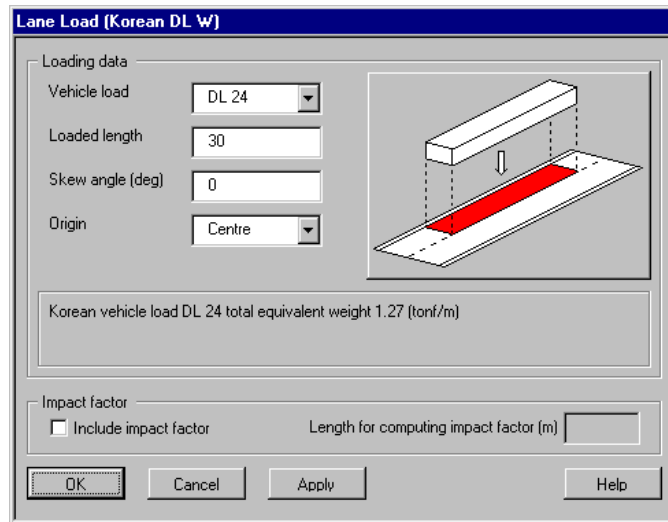 Lane Load (Korean DL W)
Loading data
Vehicle load DL 24
Loaded length 30
Skew angle (deg) 0
Origin Centre
Korean vehicle load DL 24 total equivalent weight 1.27 (tonf/m)
Impact factor
Include impact factor Length for computing impact factor (m)
OK Cancel Apply Help